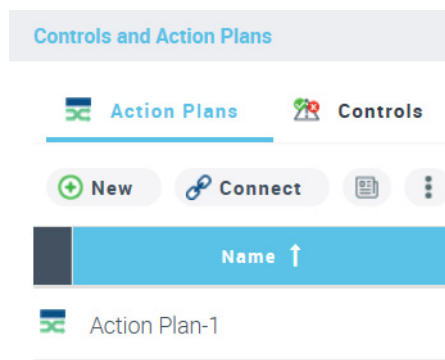 Controls and Action Plans
Action Plans Controls
New Connect
Name ↑
Action Plan-1